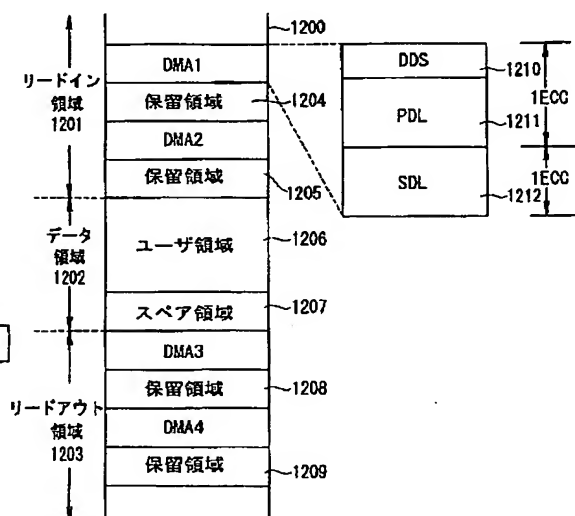 1200
リードイン
領域
1201
データ
領域
1202
リードアウト
領域
1203
DMA1
保留領域
1204
DMA2
保留領域
1205
ユーザ領域
1206
スペア領域
1207
DMA3
保留領域
1208
DMA4
保留領域
1209
DDS
1210
PDL
1211
SDL
1212
1ECC
1ECC